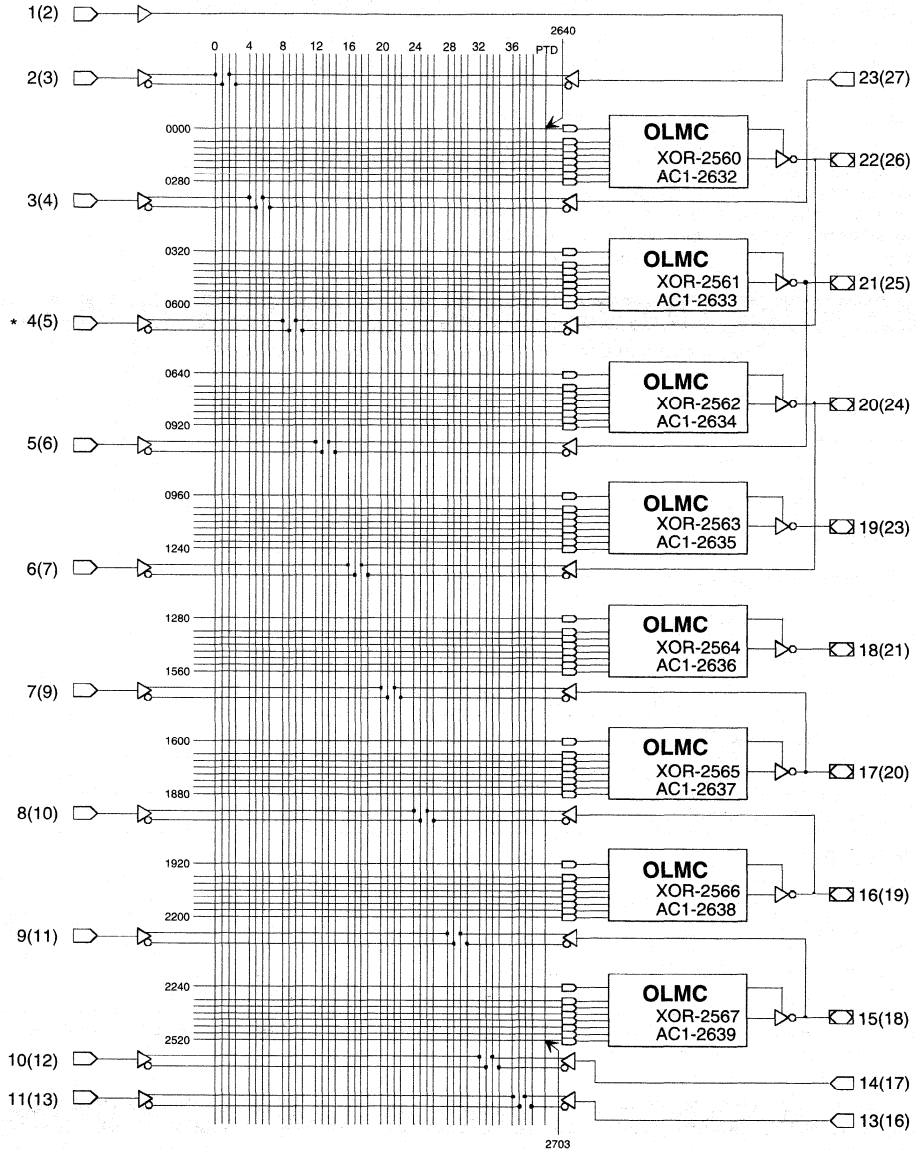 1(2)
2640
0 4 8 12 16 20 24 28 32 36 PTD
2(3)
23(27)
0000
OLMC
XOR-2560
AC1-2632
22(26)
0280
3(4)
0320
OLMC
XOR-2561
AC1-2633
21(25)
0600
* 4(5)
0640
OLMC
XOR-2562
AC1-2634
20(24)
0920
5(6)
0960
OLMC
XOR-2563
AC1-2635
19(23)
1240
6(7)
1280
OLMC
XOR-2564
AC1-2636
18(21)
1560
7(9)
1600
OLMC
XOR-2565
AC1-2637
17(20)
1880
8(10)
1920
OLMC
XOR-2566
AC1-2638
16(19)
2200
9(11)
2240
OLMC
XOR-2567
AC1-2639
15(18)
2520
10(12)
14(17)
11(13)
13(16)
2703